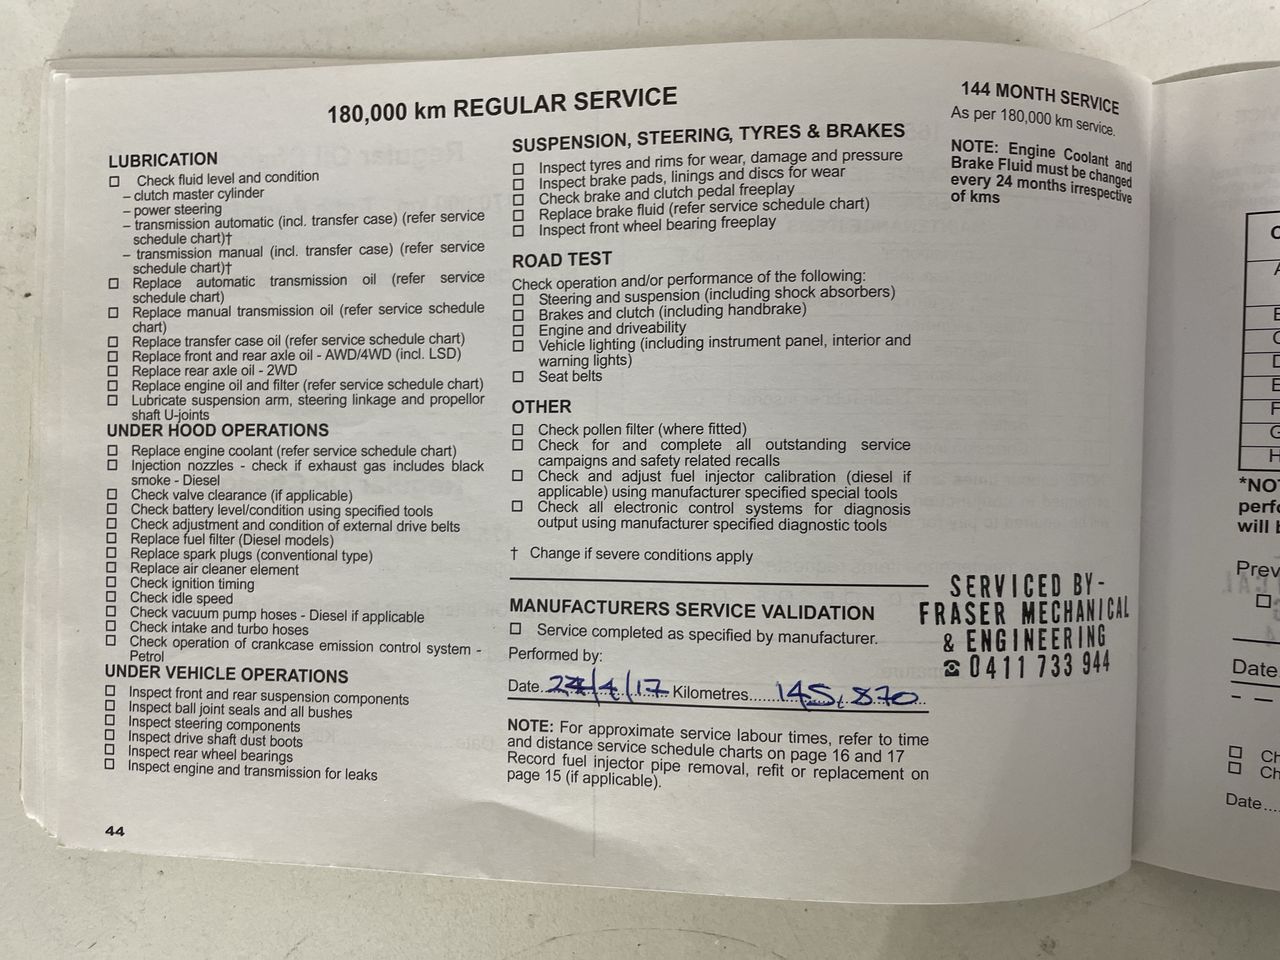 180,000 km REGULAR SERVICE
LUBRICATION
Check fluid level and condition
– clutch master cylinder
– power steering
– transmission automatic (incl. transfer case) (refer service
schedule chart)†
– transmission manual (incl. transfer case) (refer service
schedule chart)†
Replace automatic transmission oil (refer service
schedule chart)
Replace manual transmission oil (refer service schedule
chart)
Replace transfer case oil (refer service schedule chart)
Replace front and rear axle oil - AWD/4WD (incl. LSD)
Replace rear axle oil - 2WD
Replace engine oil and filter (refer service schedule chart)
Lubricate suspension arm, steering linkage and propellor
shaft U-joints
UNDER HOOD OPERATIONS
Replace engine coolant (refer service schedule chart)
Injection nozzles - check if exhaust gas includes black
smoke - Diesel
Check valve clearance (if applicable)
Check battery level/condition using specified tools
Check adjustment and condition of external drive belts
Replace fuel filter (Diesel models)
Replace spark plugs (conventional type)
Replace air cleaner element
Check ignition timing
Check idle speed
Check vacuum pump hoses - Diesel if applicable
Check intake and turbo hoses
Check operation of crankcase emission control system -
Petrol
UNDER VEHICLE OPERATIONS
Inspect front and rear suspension components
Inspect ball joint seals and all bushes
Inspect steering components
Inspect drive shaft dust boots
Inspect rear wheel bearings
Inspect engine and transmission for leaks
44
SUSPENSION, STEERING, TYRES & BRAKES
Inspect tyres and rims for wear, damage and pressure
Inspect brake pads, linings and discs for wear
Check brake and clutch pedal freeplay
Replace brake fluid (refer service schedule chart)
Inspect front wheel bearing freeplay
ROAD TEST
Check operation and/or performance of the following:
Steering and suspension (including shock absorbers)
Brakes and clutch (including handbrake)
Engine and driveability
Vehicle lighting (including instrument panel, interior and
warning lights)
Seat belts
OTHER
Check pollen filter (where fitted)
Check for and complete all outstanding service
campaigns and safety related recalls
Check and adjust fuel injector calibration (diesel if
applicable) using manufacturer specified special tools
Check all electronic control systems for diagnosis
output using manufacturer specified diagnostic tools
† Change if severe conditions apply
MANUFACTURERS SERVICE VALIDATION
Service completed as specified by manufacturer.
Performed by:
Date. 24/4/17 Kilometres...... 145,870
NOTE: For approximate service labour times, refer to time
and distance service schedule charts on page 16 and 17
Record fuel injector pipe removal, refit or replacement on
page 15 (if applicable).
144 MONTH SERVICE
As per 180,000 km service.
NOTE: Engine Coolant and
Brake Fluid must be changed
every 24 months irrespective
of kms
SERVICED BY-
FRASER MECHANICAL
& ENGINEERING
☎ 0411 733 944
*NOT
perfo
will b
Prev
Date
Ch
Ch
Date....